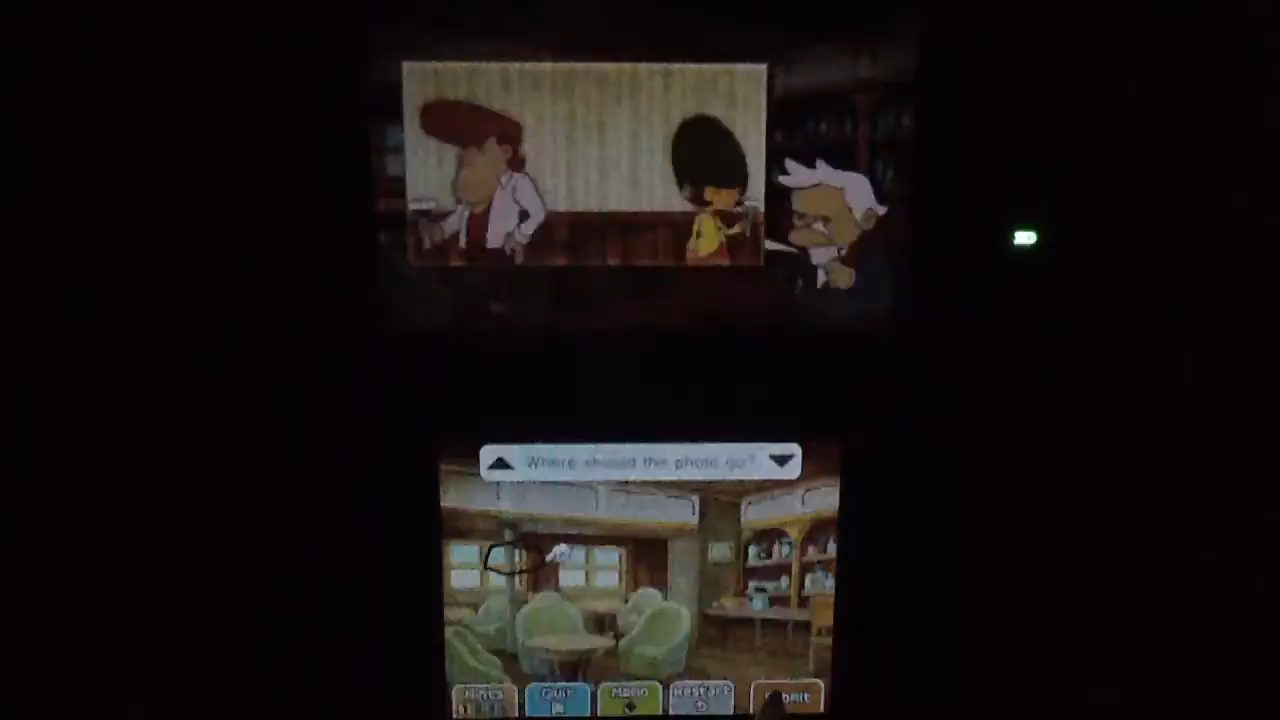 Where should the photo go?
Hints
Quit
Memo
Restart
Submit